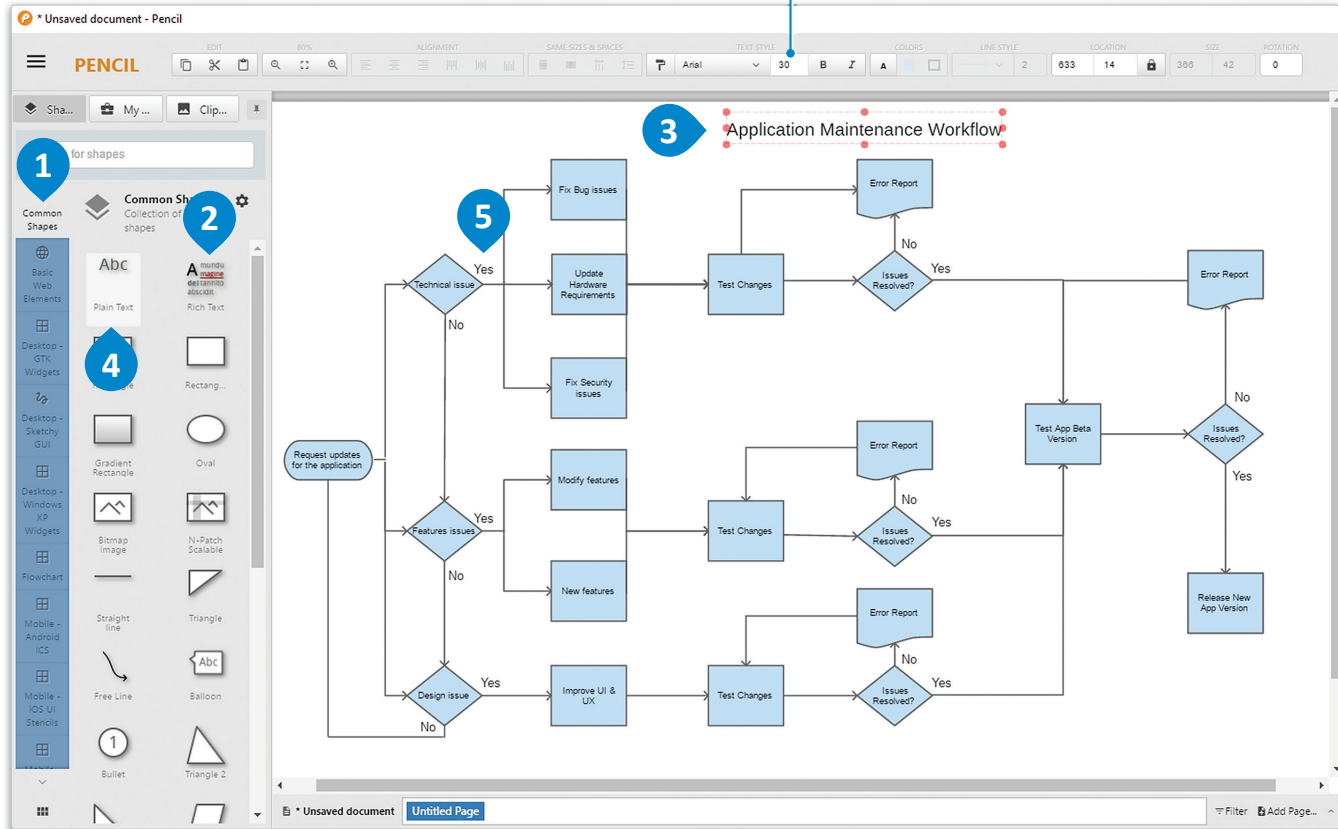 * Unsaved document - Pencil
PENCIL
EDIT
80%
ALIGNMENT
SAME SIZES & SPACES
TEXT STYLE
COLORS
LINE STYLE
LOCATION
SIZE
ROTATION
Arial
30
B
I
A
2
633
14
366
42
0
Sha...
My ...
Clip...
for shapes
1
2
3
4
5
Common
Shapes
Common Sh
Collection of
shapes
Basic
Web
Elements
Desktop -
GTK
Widgets
Desktop -
Sketchy
GUI
Desktop -
Windows
XP
Widgets
Flowchart
Mobile -
Android
ICS
Mobile -
iOS UI
Stencils
Abc
Plain Text
A mundu
magine
del tannito
abscidit
Rich Text
Rectang...
Gradient
Rectangle
Oval
Bitmap
Image
N-Patch
Scalable
Straight
line
Triangle
Free Line
Abc
Balloon
1
Bullet
Triangle 2
Application Maintenance Workflow
Request updates
for the application
Technical issue
Yes
No
Fix Bug issues
Update
Hardware
Requirements
Fix Security
issues
Test Changes
Error Report
No
Issues
Resolved?
Yes
Features issues
Yes
No
Modify features
New features
Test Changes
Error Report
No
Issues
Resolved?
Yes
Design issue
Yes
No
Improve UI &
UX
Test Changes
Error Report
No
Issues
Resolved?
Yes
Test App Beta
Version
Error Report
No
Issues
Resolved?
Yes
Release New
App Version
* Unsaved document
Untitled Page
Filter
Add Page...